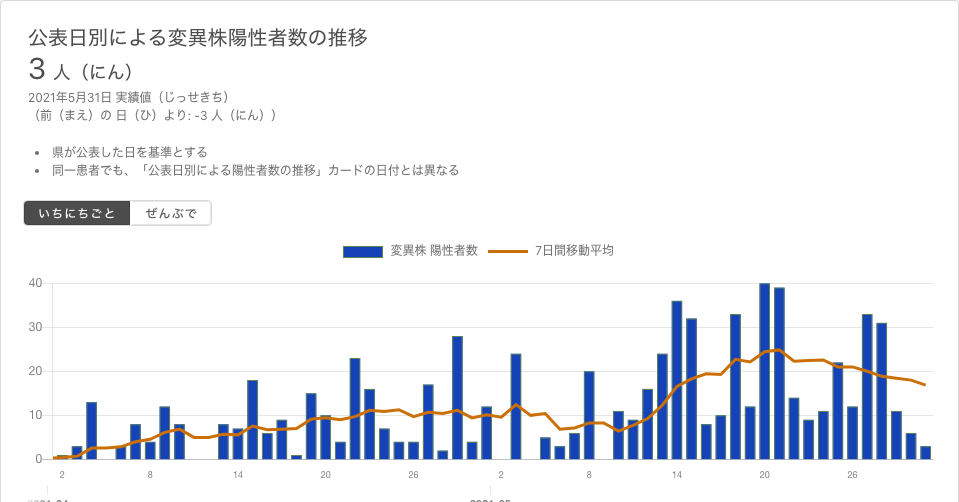 公表日別による変異株陽性者数の推移
3 人（にん）
2021年5月31日 実績値（じっせきち）
（前（まえ）の 日（ひ）より: -3 人（にん））
• 県が公表した日を基準とする
• 同一患者でも、「公表日別による陽性者数の推移」カードの日付とは異なる
いちにちごと ぜんぶで
変異株 陽性者数 7日間移動平均
40
30
20
10
0
2 8 14 20 26 2 8 14 20 26